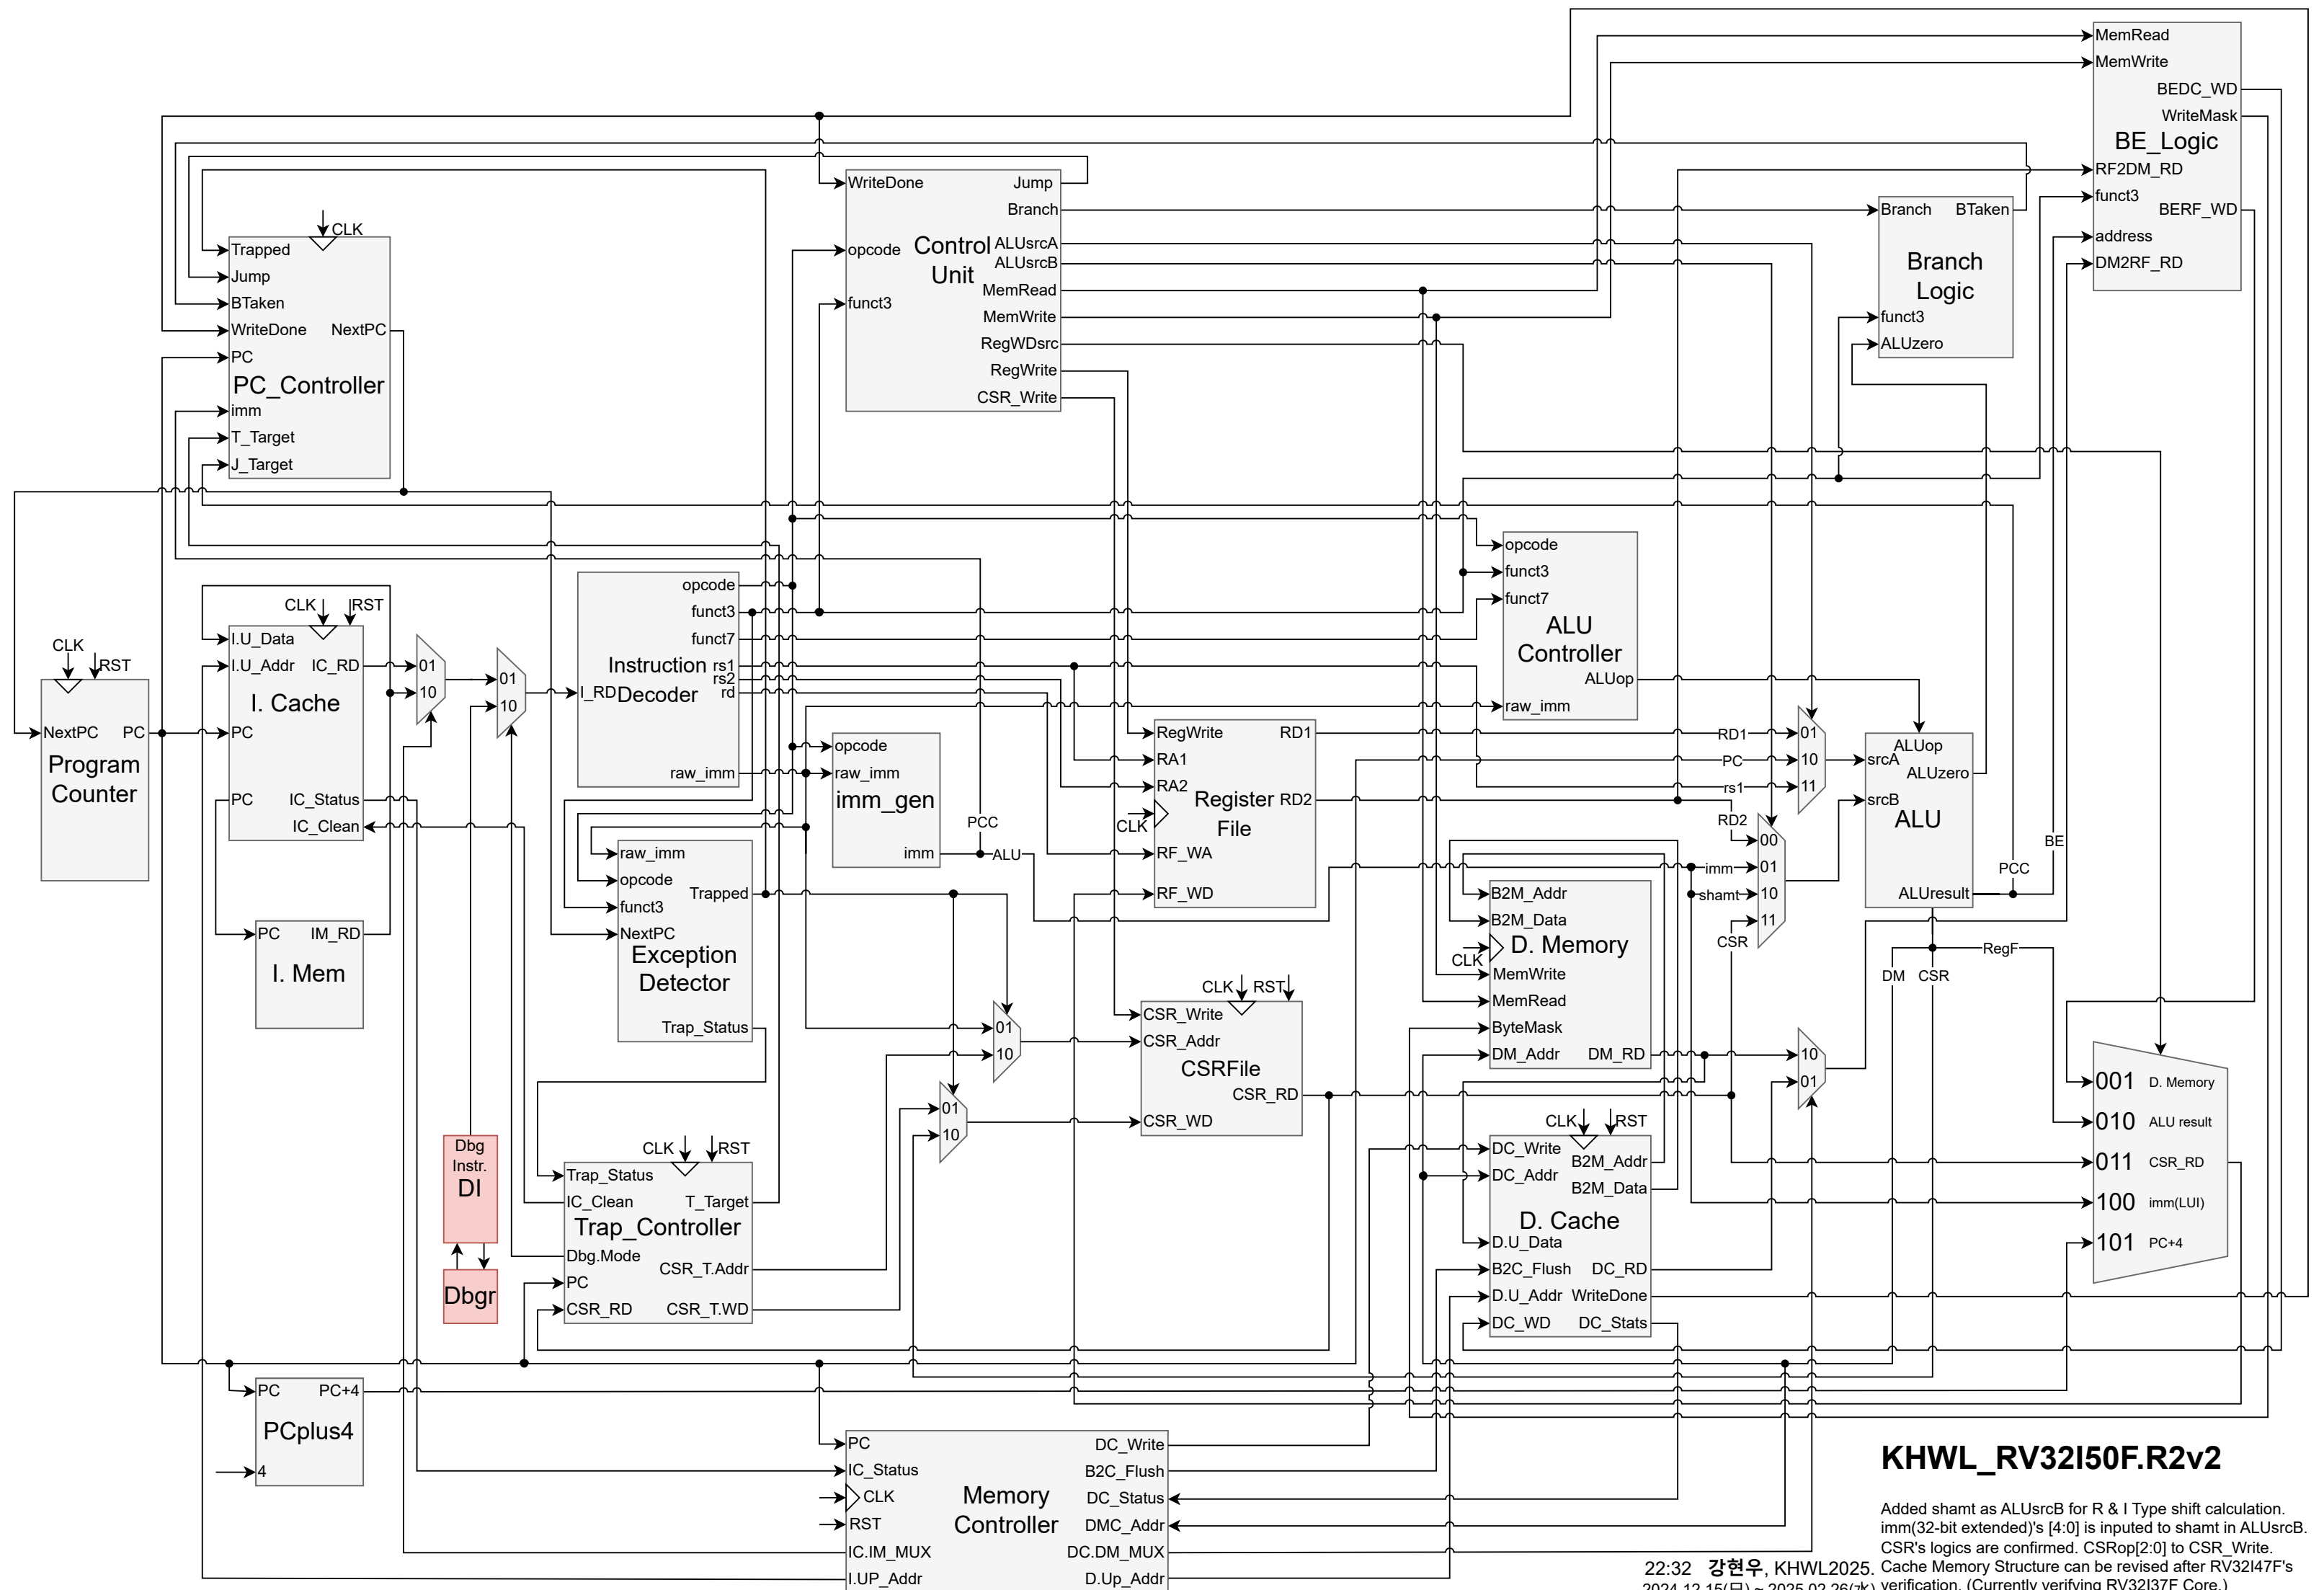 MemRead
MemWrite
BEDC_WD
WriteMask
BE_Logic
RF2DM_RD
funct3
BERF_WD
address
DM2RF_RD
WriteDone
Jump
Branch
opcode
Control
Unit
ALUsrcA
ALUsrcB
MemRead
funct3
MemWrite
RegWDsrc
RegWrite
CSR_Write
Branch
BTaken
Branch
Logic
funct3
ALUzero
CLK
Trapped
Jump
BTaken
WriteDone
NextPC
PC
PC_Controller
imm
T_Target
J_Target
opcode
funct3
funct7
ALU
Controller
ALUop
raw_imm
opcode
funct3
funct7
Instruction
Decoder
rs1
rs2
rd
I_RD
raw_imm
CLK
RST
I.U_Data
I.U_Addr
IC_RD
I. Cache
PC
PC
IC_Status
IC_Clean
01
10
01
10
CLK
RST
NextPC
PC
Program
Counter
PC
IM_RD
I. Mem
opcode
raw_imm
imm_gen
imm
PCC
ALU
RegWrite
RD1
RA1
RA2
Register
File
RD2
CLK
RF_WA
RF_WD
RD1
PC
rs1
01
10
11
RD2
imm
shamt
CSR
00
01
10
11
ALUop
srcA
ALUzero
srcB
ALU
ALUresult
PCC
BE
RegF
DM
CSR
raw_imm
opcode
Trapped
funct3
NextPC
Exception
Detector
Trap_Status
B2M_Addr
B2M_Data
D. Memory
CLK
MemWrite
MemRead
ByteMask
DM_Addr
DM_RD
10
01
01
10
01
10
CLK
RST
CSR_Write
CSR_Addr
CSRFile
CSR_RD
CSR_WD
001 D. Memory
010 ALU result
011 CSR_RD
100 imm(LUI)
101 PC+4
CLK
RST
DC_Write
B2M_Addr
DC_Addr
B2M_Data
D. Cache
D.U_Data
B2C_Flush
DC_RD
D.U_Addr
WriteDone
DC_WD
DC_Stats
Dbg
Instr.
DI
Dbgr
CLK
RST
Trap_Status
IC_Clean
T_Target
Trap_Controller
Dbg.Mode
CSR_T.Addr
PC
CSR_RD
CSR_T.WD
PC
PC+4
PCplus4
4
PC
DC_Write
IC_Status
B2C_Flush
CLK
Memory
Controller
DC_Status
RST
DMC_Addr
IC.IM_MUX
DC.DM_MUX
I.UP_Addr
D.Up_Addr
KHWL_RV32I50F.R2v2
Added shamt as ALUsrcB for R & I Type shift calculation.
imm(32-bit extended)'s [4:0] is inputed to shamt in ALUsrcB.
CSR's logics are confirmed. CSRop[2:0] to CSR_Write.
22:32 강현우, KHWL2025. Cache Memory Structure can be revised after RV32I47F's
2024.12.15(日) ~ 2025.02.26(水) verification. (Currently verifying RV32I37F Core.)